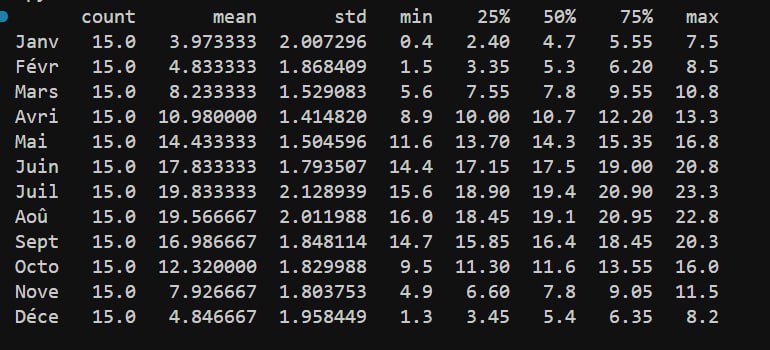 count mean std min 25% 50% 75% max
Janv 15.0 3.973333 2.007296 0.4 2.40 4.7 5.55 7.5
Févr 15.0 4.833333 1.868409 1.5 3.35 5.3 6.20 8.5
Mars 15.0 8.233333 1.529083 5.6 7.55 7.8 9.55 10.8
Avri 15.0 10.980000 1.414820 8.9 10.00 10.7 12.20 13.3
Mai 15.0 14.433333 1.504596 11.6 13.70 14.3 15.35 16.8
Juin 15.0 17.833333 1.793507 14.4 17.15 17.5 19.00 20.8
Juil 15.0 19.833333 2.128939 15.6 18.90 19.4 20.90 23.3
Aoû 15.0 19.566667 2.011988 16.0 18.45 19.1 20.95 22.8
Sept 15.0 16.986667 1.848114 14.7 15.85 16.4 18.45 20.3
Octo 15.0 12.320000 1.829988 9.5 11.30 11.6 13.55 16.0
Nove 15.0 7.926667 1.803753 4.9 6.60 7.8 9.05 11.5
Déce 15.0 4.846667 1.958449 1.3 3.45 5.4 6.35 8.2